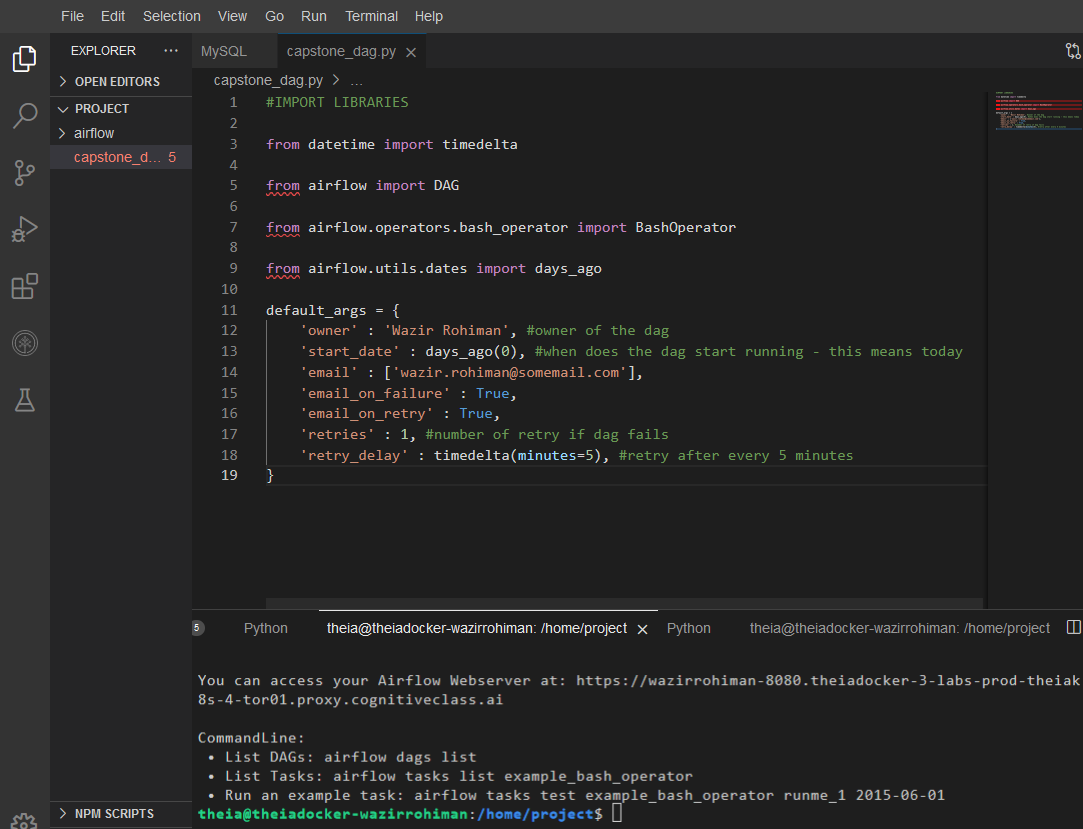 File Edit Selection View Go Run Terminal Help
EXPLORER ...
OPEN EDITORS
PROJECT
airflow
capstone_d... 5
NPM SCRIPTS
MySQL capstone_dag.py ×
capstone_dag.py > ...
1 #IMPORT LIBRARIES
2
3 from datetime import timedelta
4
5 from airflow import DAG
6
7 from airflow.operators.bash_operator import BashOperator
8
9 from airflow.utils.dates import days_ago
10
11 default_args = {
12 'owner' : 'Wazir Rohiman', #owner of the dag
13 'start_date' : days_ago(0), #when does the dag start running - this means today
14 'email' : ['wazir.rohiman@somemail.com'],
15 'email_on_failure' : True,
16 'email_on_retry' : True,
17 'retries' : 1, #number of retry if dag fails
18 'retry_delay' : timedelta(minutes=5), #retry after every 5 minutes
19 }
5 Python theia@theiadocker-wazirrohiman: /home/project × Python theia@theiadocker-wazirrohiman: /home/project
You can access your Airflow Webserver at: https://wazirrohiman-8080.theiadocker-3-labs-prod-theiak
8s-4-tor01.proxy.cognitiveclass.ai
CommandLine:
• List DAGs: airflow dags list
• List Tasks: airflow tasks list example_bash_operator
• Run an example task: airflow tasks test example_bash_operator runme_1 2015-06-01
theia@theiadocker-wazirrohiman:/home/project$